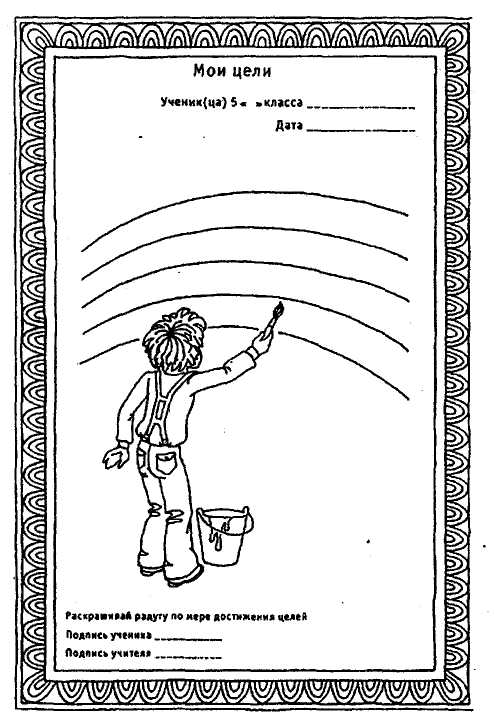 Мои цели
Ученик(ца) 5 « » класса
Дата
Раскрашивай радугу по мере достижения целей
Подпись ученика
Подпись учителя